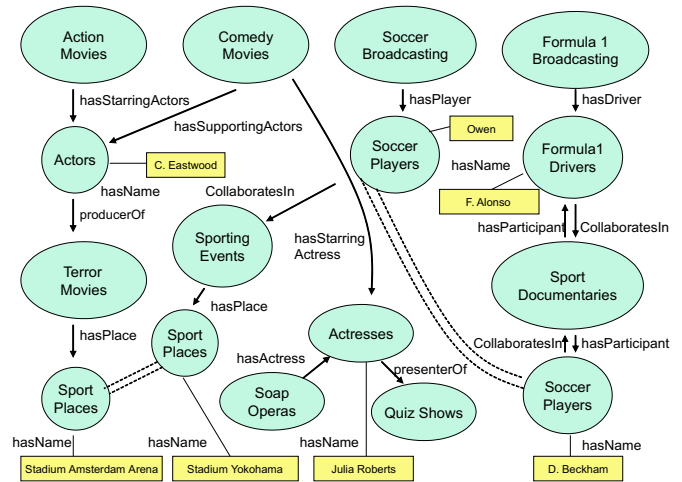 Action
Movies
Comedy
Movies
Soccer
Broadcasting
Formula 1
Broadcasting
hasStarringActors
hasSupportingActors
hasPlayer
hasDriver
Actors
C. Eastwood
hasName
Soccer
Players
Owen
hasName
Formula1
Drivers
F. Alonso
producerOf
CollaboratesIn
hasParticipant
CollaboratesIn
Sporting
Events
hasStarring
Actress
Terror
Movies
Sport
Documentaries
hasPlace
hasPlace
Sport
Places
Actresses
CollaboratesIn
hasParticipant
hasActress
presenterOf
Sport
Places
Soap
Operas
Quiz Shows
Soccer
Players
hasName
hasName
hasName
hasName
Stadium Amsterdam Arena
Stadium Yokohama
Julia Roberts
D. Beckham